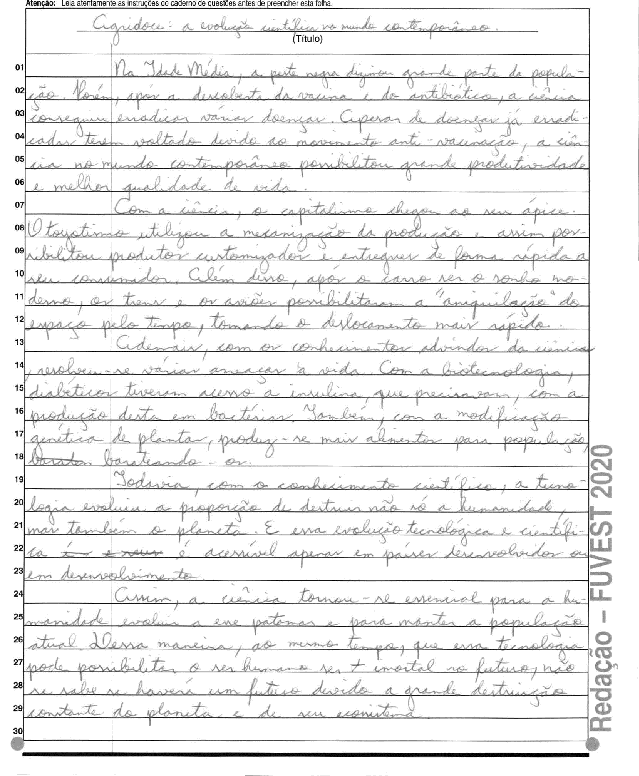 Atenção: Leia atentamente as instruções do caderno de questões antes de preencher esta folha.
Agridoce: a evolução científica no mundo contemporâneo.
(Título)
01 Na Idade Média, a peste negra dizimou grande parte da popula-
02 ção. Porém, após a descoberta da vacina e do antibiótico, a ciência
03 conseguiu erradicar várias doenças. Apesar de doenças já erradi-
04 cadas terem voltado devido ao movimento anti-vacinação, a ciên-
05 cia no mundo contemporâneo possibilitou grande produtividade
06 e melhor qualidade de vida.
07 Com a ciência, o capitalismo chegou ao seu ápice.
08 O toyotismo utilizou a mecanização da produção e assim pos-
09 sibilitou produtos customizados e entregues de forma rápida a
10 seu consumidor. Além disso, após o carro ser o sonho mo-
11 derno, os trens e os aviões possibilitaram a "aniquilação" do
12 espaço pelo tempo, tornando o deslocamento mais rápido.
13 Ademais, com os conhecimentos advindos da ciência
14 , resolveu-se várias ameaças à vida. Com a biotecnologia,
15 diabéticos tiveram acesso a insulina, que precisavam, com a
16 produção desta em bactérias. Também, com a modificação
17 genética de plantas, produz-se mais alimentos para população,
18 barateando-os.
19 Todavia, com o conhecimento científico, a tecno-
20 logia evoluiu a proporção de destruir não só a humanidade,
21 mas também o planeta. E essa evolução tecnológica e científi-
22 ca é acessível apenas em países desenvolvidos ou
23 em desenvolvimento.
24 Assim, a ciência tornou-se essencial para a hu-
25 manidade evoluir a esse patamar e para manter a população
26 atual. Dessa maneira, ao mesmo tempo, que essa tecnologia
27 pode possibilitar o ser humano ser + imortal no futuro, não
28 se sabe se haverá um futuro devido a grande destruição
29 constante do planeta e de seu ecossistema.
30
Redação – FUVEST 2020